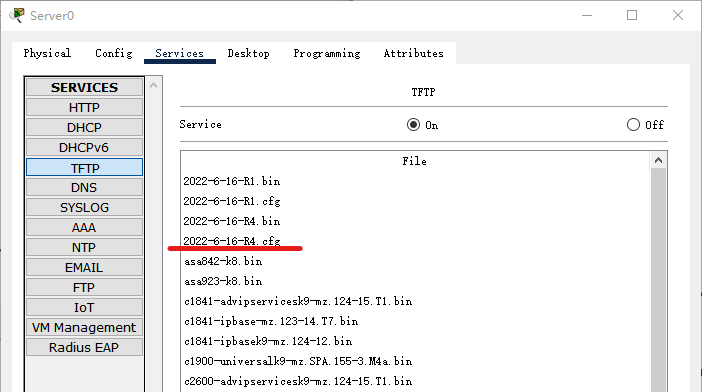 Server0
Physical Config Services Desktop Programming Attributes
SERVICES
HTTP
DHCP
DHCPv6
TFTP
DNS
SYSLOG
AAA
NTP
EMAIL
FTP
IoT
VM Management
Radius EAP
TFTP
Service On Off
File
2022-6-16-R1.bin
2022-6-16-R1.cfg
2022-6-16-R4.bin
2022-6-16-R4.cfg
asa842-k8.bin
asa923-k8.bin
c1841-advipservicesk9-mz.124-15.T1.bin
c1841-ipbase-mz.123-14.T7.bin
c1841-ipbasek9-mz.124-12.bin
c1900-universalk9-mz.SPA.155-3.M4a.bin
c2600-advipservicesk9-mz.124-15.T1.bin